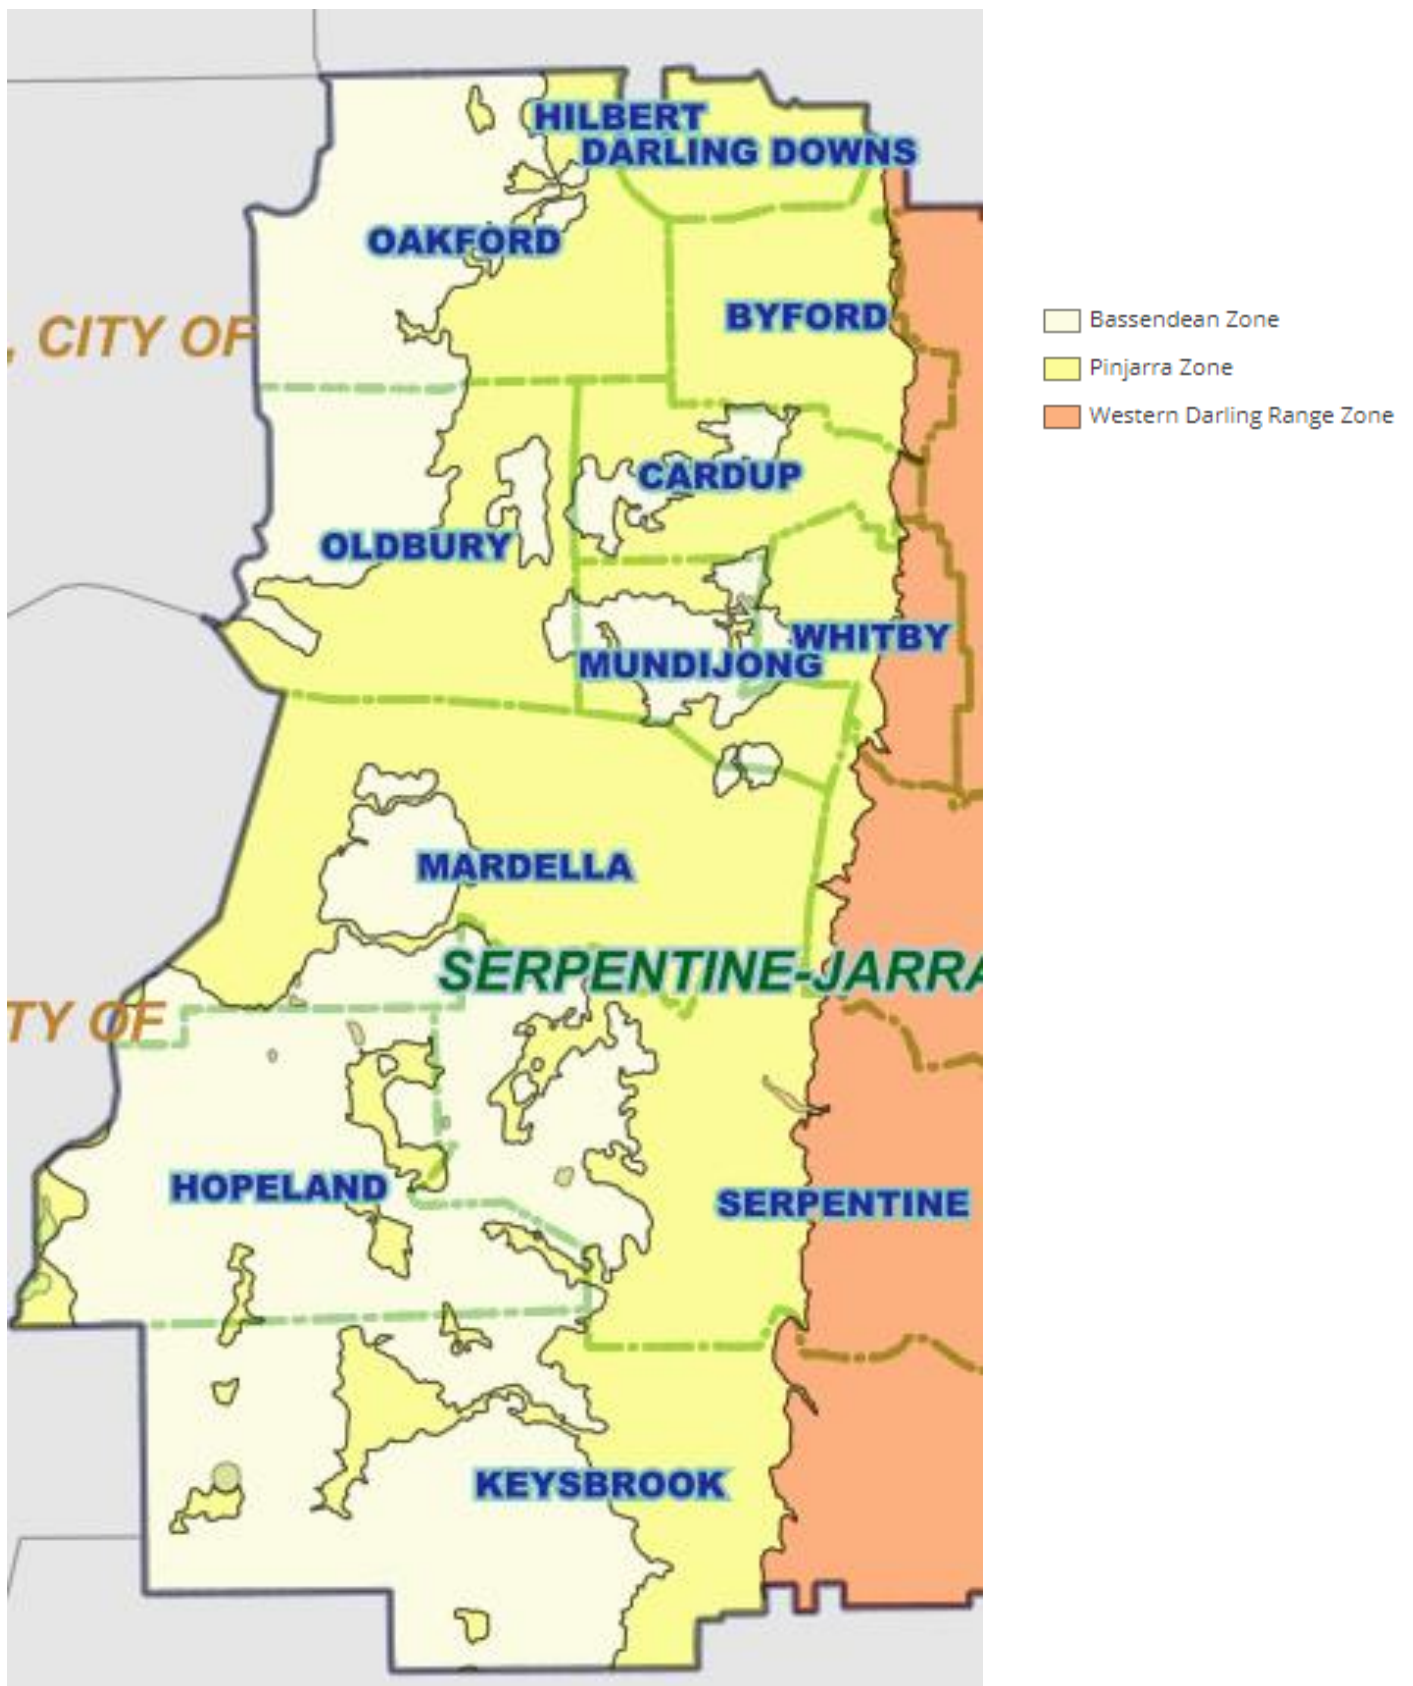 HILBERT
DARLING DOWNS
OAKFORD
BYFORD
, CITY OF
CARDUP
OLDBURY
WHITBY
MUNDIJONG
MARDELLA
SERPENTINE-JARRA
TY OF
HOPELAND
SERPENTINE
KEYSBROOK
Bassendean Zone
Pinjarra Zone
Western Darling Range Zone